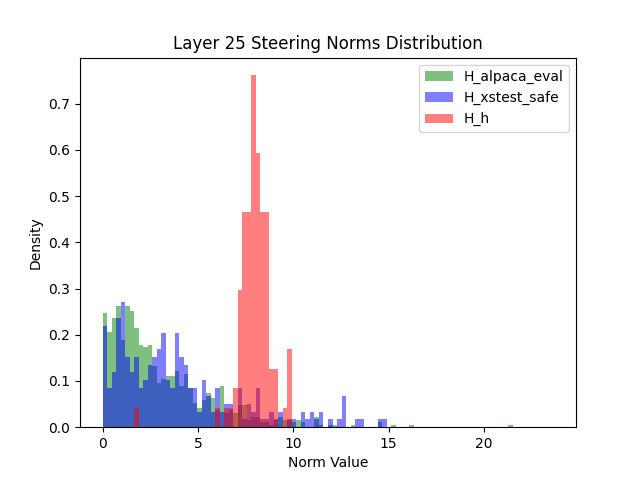 Layer 25 Steering Norms Distribution
H_alpaca_eval
H_xstest_safe
H_h
Density
0.7
0.6
0.5
0.4
0.3
0.2
0.1
0.0
0
5
10
15
20
Norm Value